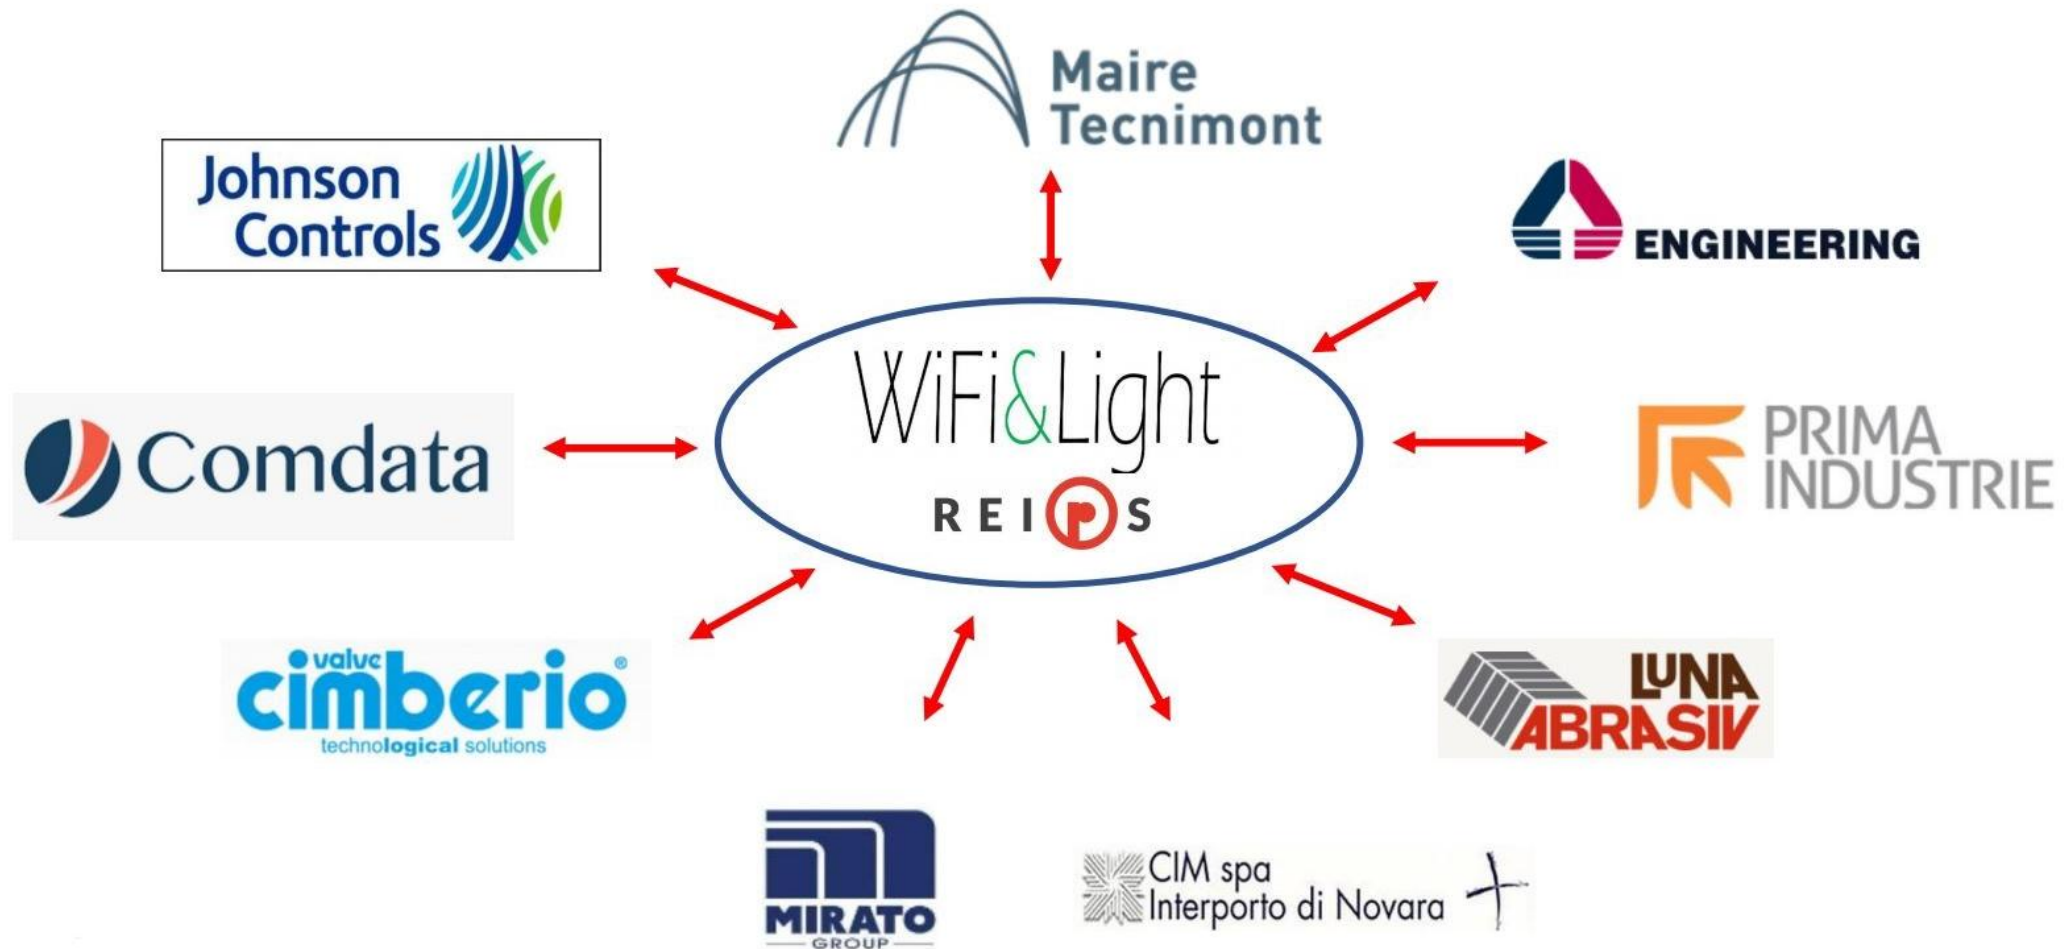 Maire
Tecnimont
Johnson
Controls
ENGINEERING
WiFi&Light
REIPS
Comdata
PRIMA
INDUSTRIE
valve
cimberio®
technological solutions
LUNA
ABRASIV
MIRATO
GROUP
CIM spa
Interporto di Novara